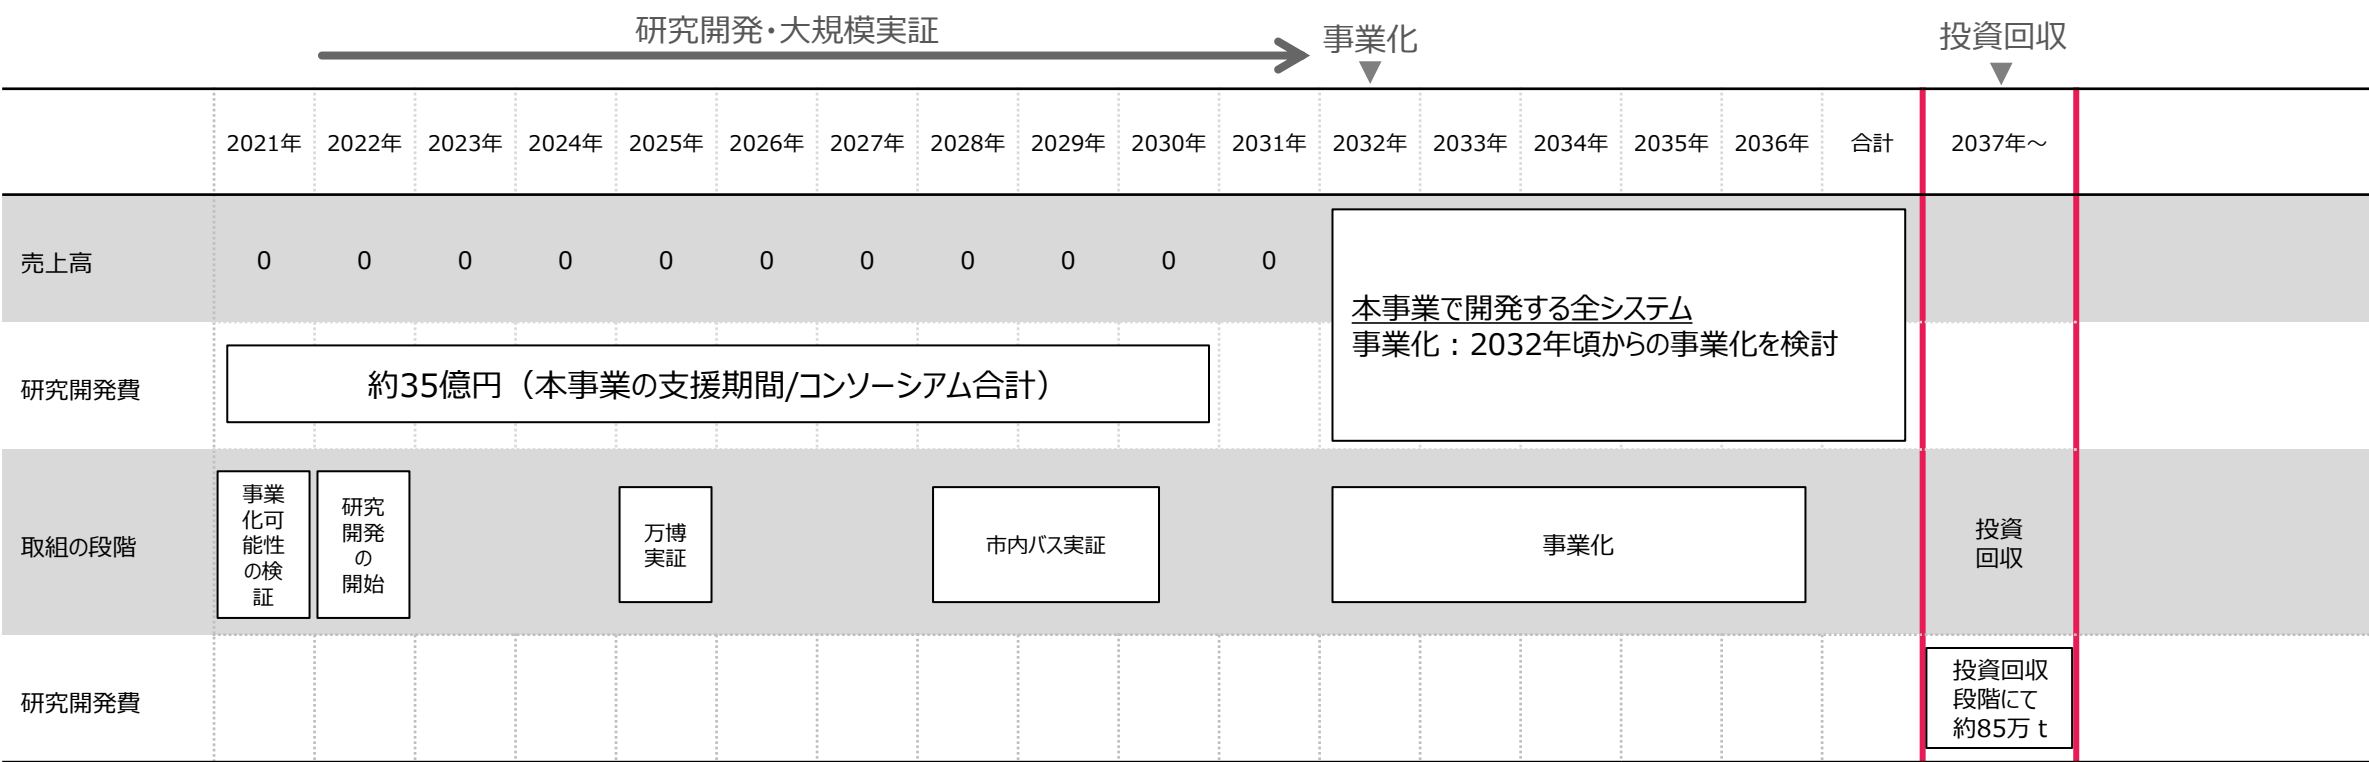 研究開発・大規模実証
事業化
▼
投資回収
▼
2021年 2022年 2023年 2024年 2025年 2026年 2027年 2028年 2029年 2030年 2031年 2032年 2033年 2034年 2035年 2036年 合計 2037年～
売上高 0 0 0 0 0 0 0 0 0 0 0
本事業で開発する全システム
事業化：2032年頃からの事業化を検討
研究開発費
約35億円（本事業の支援期間/コンソーシアム合計）
取組の段階
事業
化可
能性
の検
証
研究
開発
の
開始
万博
実証
市内バス実証
事業化
投資
回収
研究開発費
投資回収
段階にて
約85万ｔ